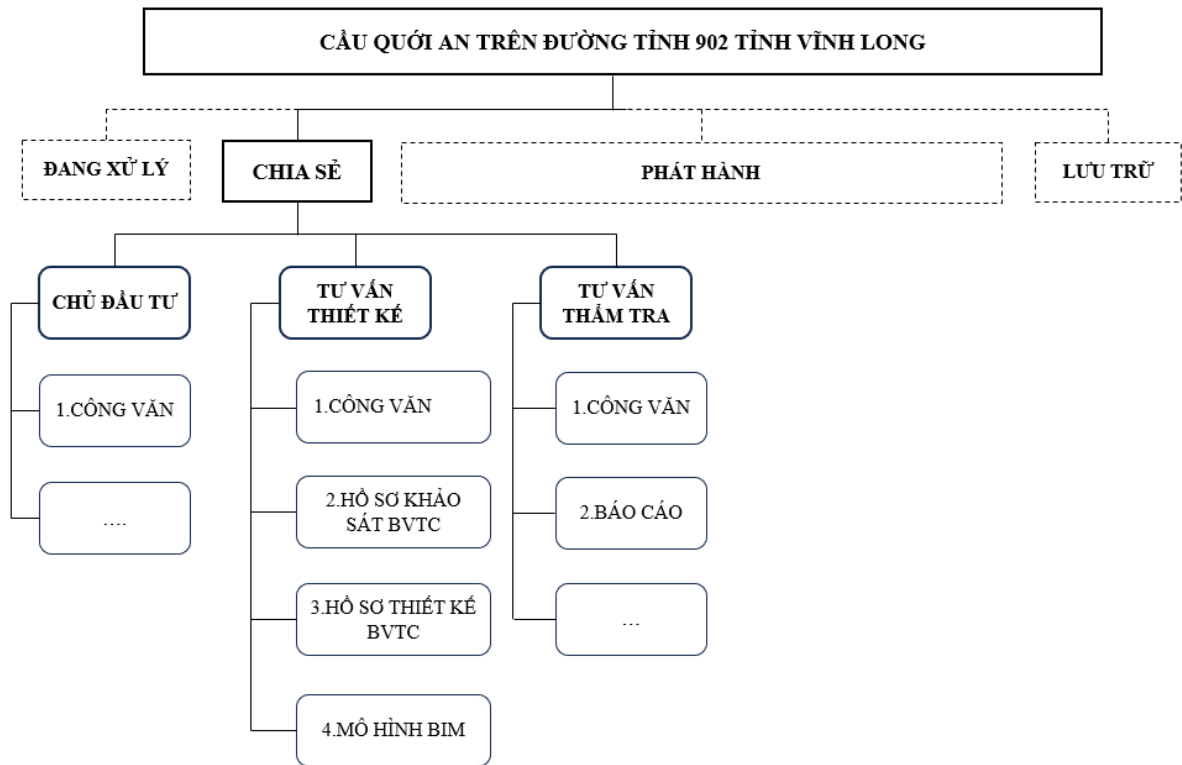 CẦU QUỚI AN TRÊN ĐƯỜNG TỈNH 902 TỈNH VĨNH LONG
ĐANG XỬ LÝ
CHIA SẺ
PHÁT HÀNH
LƯU TRỮ
CHỦ ĐẦU TƯ
1.CÔNG VĂN
....
TƯ VẤN
THIẾT KẾ
1.CÔNG VĂN
2.HỒ SƠ KHẢO
SÁT BVTC
3.HỒ SƠ THIẾT KẾ
BVTC
4.MÔ HÌNH BIM
TƯ VẤN
THẨM TRA
1.CÔNG VĂN
2.BÁO CÁO
...